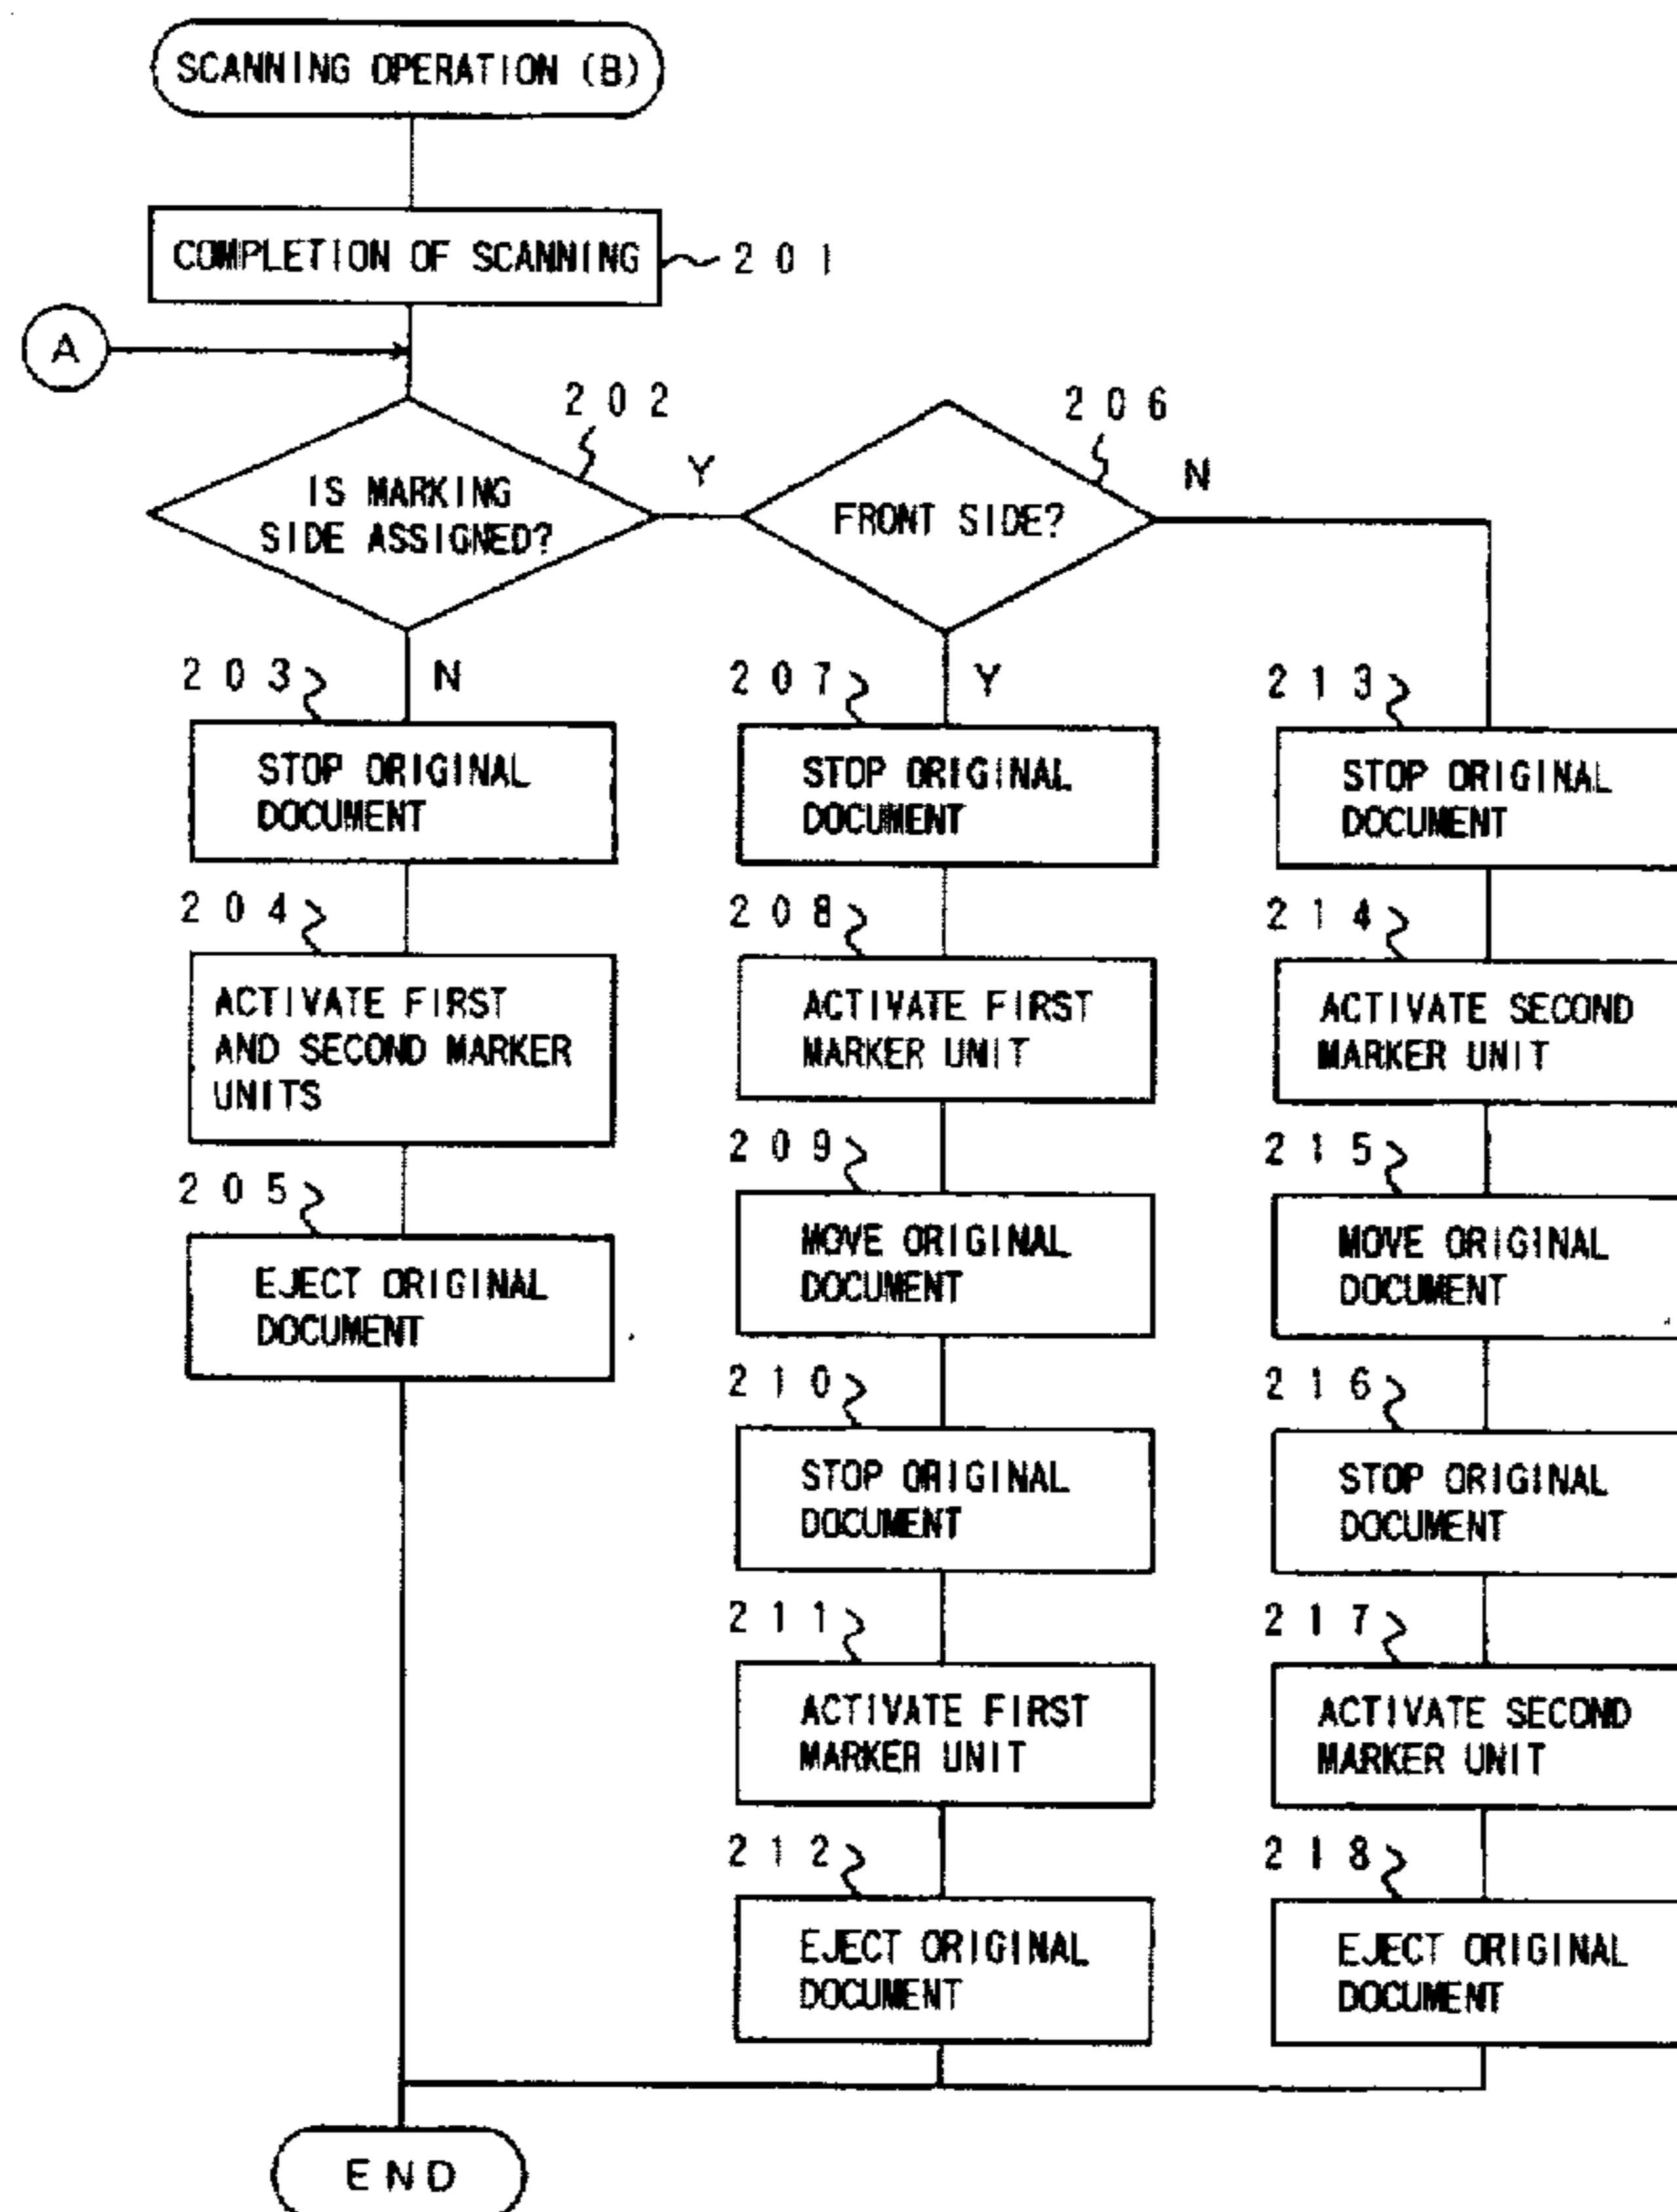 SCANNING OPERATION (B)
COMPLETION OF SCANNING
201
A
202
IS MARKING
SIDE ASSIGNED?
Y
206
FRONT SIDE?
N
203
N
STOP ORIGINAL
DOCUMENT
204
ACTIVATE FIRST
AND SECOND MARKER
UNITS
205
EJECT ORIGINAL
DOCUMENT
207
Y
STOP ORIGINAL
DOCUMENT
208
ACTIVATE FIRST
MARKER UNIT
209
MOVE ORIGINAL
DOCUMENT
210
STOP ORIGINAL
DOCUMENT
211
ACTIVATE FIRST
MARKER UNIT
212
EJECT ORIGINAL
DOCUMENT
213
STOP ORIGINAL
DOCUMENT
214
ACTIVATE SECOND
MARKER UNIT
215
MOVE ORIGINAL
DOCUMENT
216
STOP ORIGINAL
DOCUMENT
217
ACTIVATE SECOND
MARKER UNIT
218
EJECT ORIGINAL
DOCUMENT
END